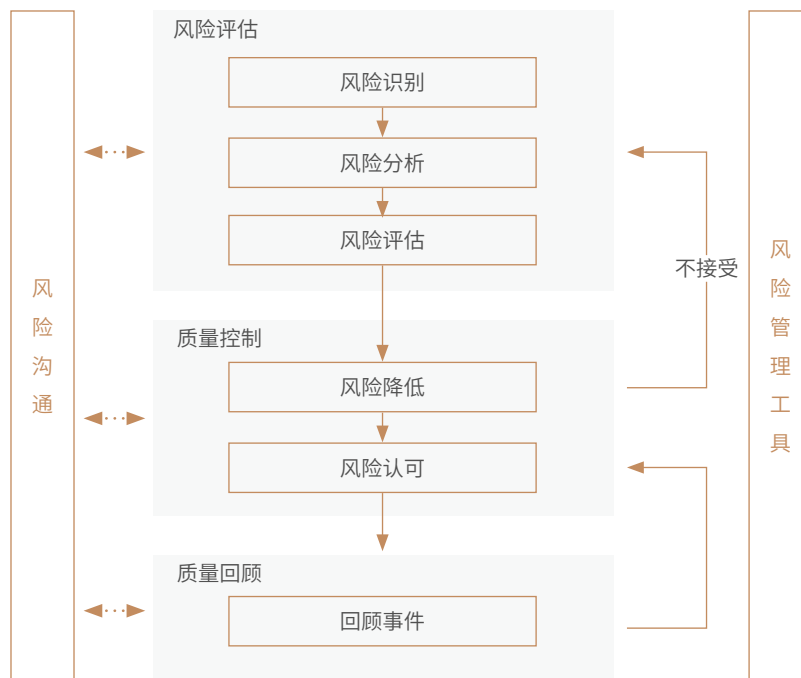 风险评估
风险识别
风险分析
风险评估
不接受
风险沟通
风险管理工具
质量控制
风险降低
风险认可
质量回顾
回顾事件